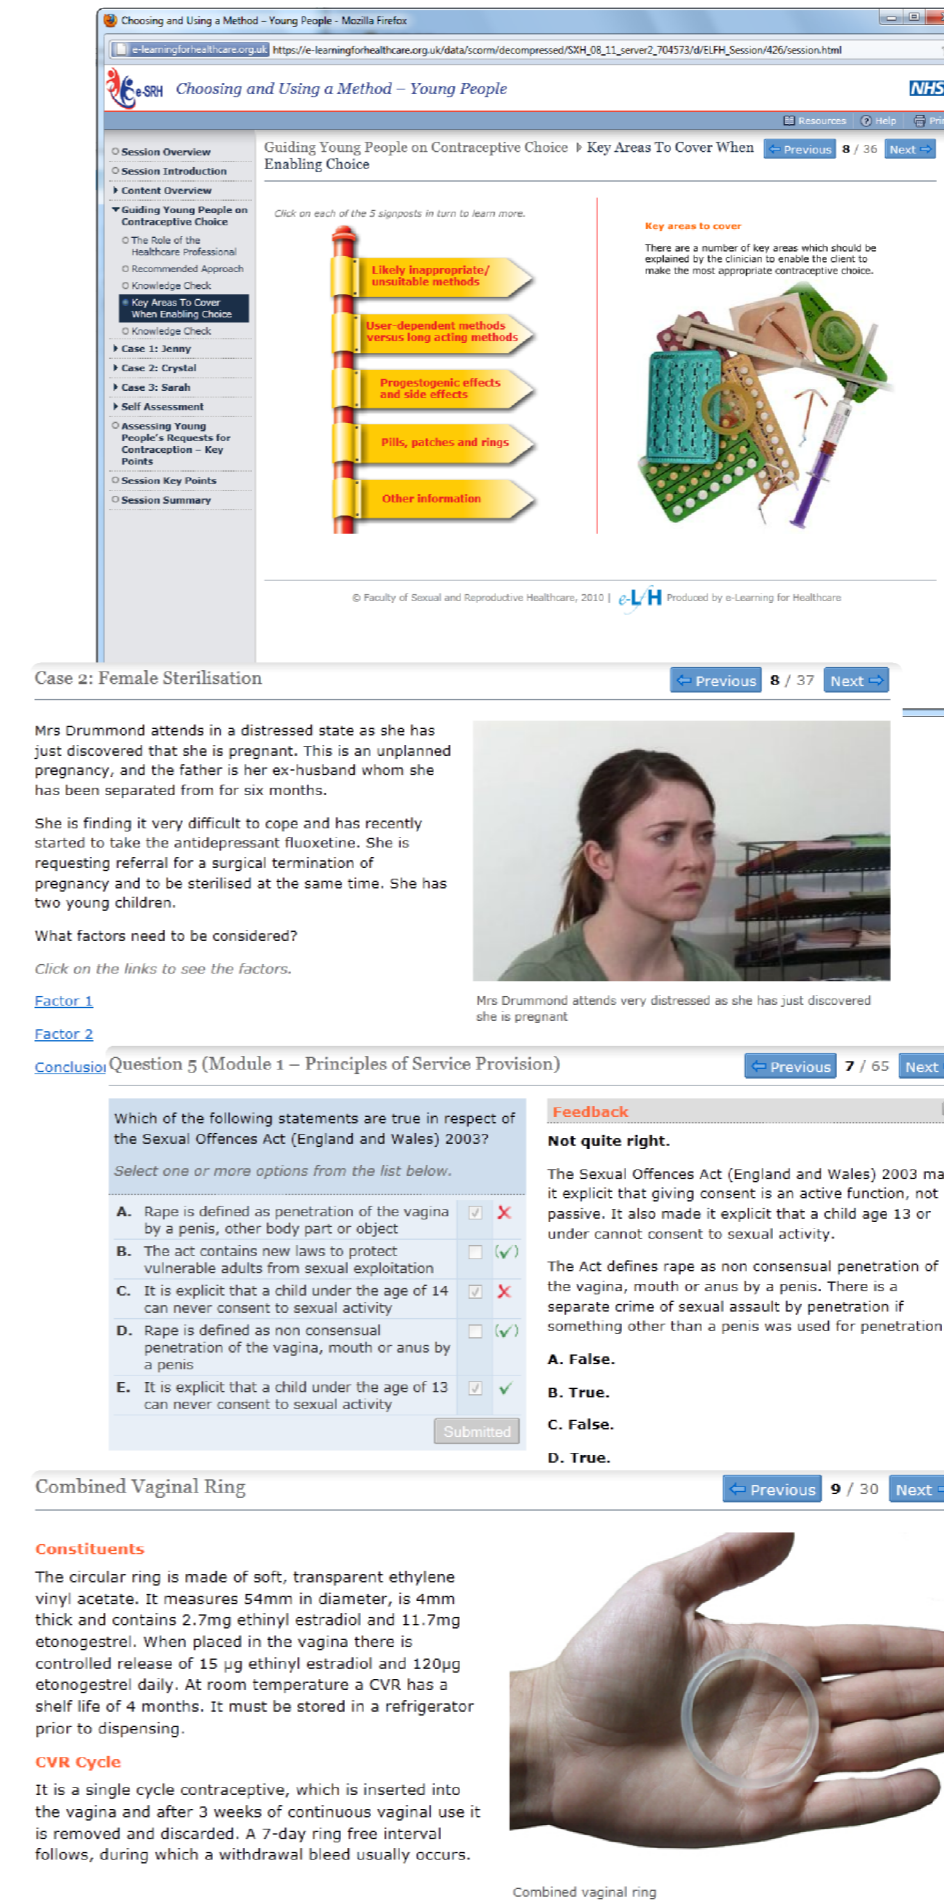 Choosing and Using a Method – Young People - Mozilla Firefox
e-learningforhealthcare.org.uk https://e-learningforhealthcare.org.uk/data/scorm/decompressed/SXH_08_11_server2_704573/d/ELFH_Session/426/session.html
e-SRH Choosing and Using a Method – Young People NHS
Resources Help Prin
Session Overview
Session Introduction
Content Overview
Guiding Young People on
Contraceptive Choice
The Role of the
Healthcare Professional
Recommended Approach
Knowledge Check
Key Areas To Cover
When Enabling Choice
Knowledge Check
Case 1: Jenny
Case 2: Crystal
Case 3: Sarah
Self Assessment
Assessing Young
People's Requests for
Contraception – Key
Points
Session Key Points
Session Summary
Guiding Young People on Contraceptive Choice Key Areas To Cover When
Enabling Choice
Previous 8 / 36 Next
Click on each of the 5 signposts in turn to learn more.
Likely inappropriate/
unsuitable methods
User-dependent methods
versus long acting methods
Progestogenic effects
and side effects
Pills, patches and rings
Other information
Key areas to cover
There are a number of key areas which should be
explained by the clinician to enable the client to
make the most appropriate contraceptive choice.
© Faculty of Sexual and Reproductive Healthcare, 2010 | e-LfH Produced by e-Learning for Healthcare
Case 2: Female Sterilisation
Previous 8 / 37 Next
Mrs Drummond attends in a distressed state as she has
just discovered that she is pregnant. This is an unplanned
pregnancy, and the father is her ex-husband whom she
has been separated from for six months.
She is finding it very difficult to cope and has recently
started to take the antidepressant fluoxetine. She is
requesting referral for a surgical termination of
pregnancy and to be sterilised at the same time. She has
two young children.
What factors need to be considered?
Click on the links to see the factors.
Factor 1
Factor 2
Conclusion
Mrs Drummond attends very distressed as she has just discovered
she is pregnant
Question 5 (Module 1 – Principles of Service Provision)
Previous 7 / 65 Next
Which of the following statements are true in respect of
the Sexual Offences Act (England and Wales) 2003?
Select one or more options from the list below.
A. Rape is defined as penetration of the vagina
by a penis, other body part or object
B. The act contains new laws to protect
vulnerable adults from sexual exploitation
C. It is explicit that a child under the age of 14
can never consent to sexual activity
D. Rape is defined as non consensual
penetration of the vagina, mouth or anus by
a penis
E. It is explicit that a child under the age of 13
can never consent to sexual activity
Submitted
Feedback
Not quite right.
The Sexual Offences Act (England and Wales) 2003 ma
it explicit that giving consent is an active function, not
passive. It also made it explicit that a child age 13 or
under cannot consent to sexual activity.
The Act defines rape as non consensual penetration of
the vagina, mouth or anus by a penis. There is a
separate crime of sexual assault by penetration if
something other than a penis was used for penetration
A. False.
B. True.
C. False.
D. True.
Combined Vaginal Ring
Previous 9 / 30 Next
Constituents
The circular ring is made of soft, transparent ethylene
vinyl acetate. It measures 54mm in diameter, is 4mm
thick and contains 2.7mg ethinyl estradiol and 11.7mg
etonogestrel. When placed in the vagina there is
controlled release of 15 µg ethinyl estradiol and 120µg
etonogestrel daily. At room temperature a CVR has a
shelf life of 4 months. It must be stored in a refrigerator
prior to dispensing.
CVR Cycle
It is a single cycle contraceptive, which is inserted into
the vagina and after 3 weeks of continuous vaginal use it
is removed and discarded. A 7-day ring free interval
follows, during which a withdrawal bleed usually occurs.
Combined vaginal ring